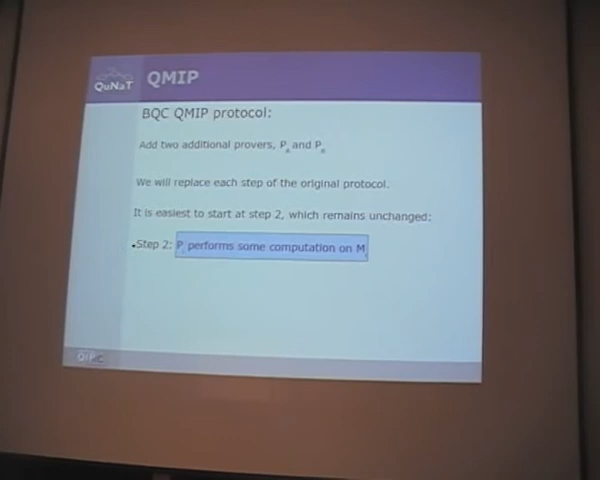 QuNaT QMIP
BQC QMIP protocol:
Add two additional provers, P and P
We will replace each step of the original protocol.
It is easiest to start at step 2, which remains unchanged:
•Step 2: P performs some computation on M